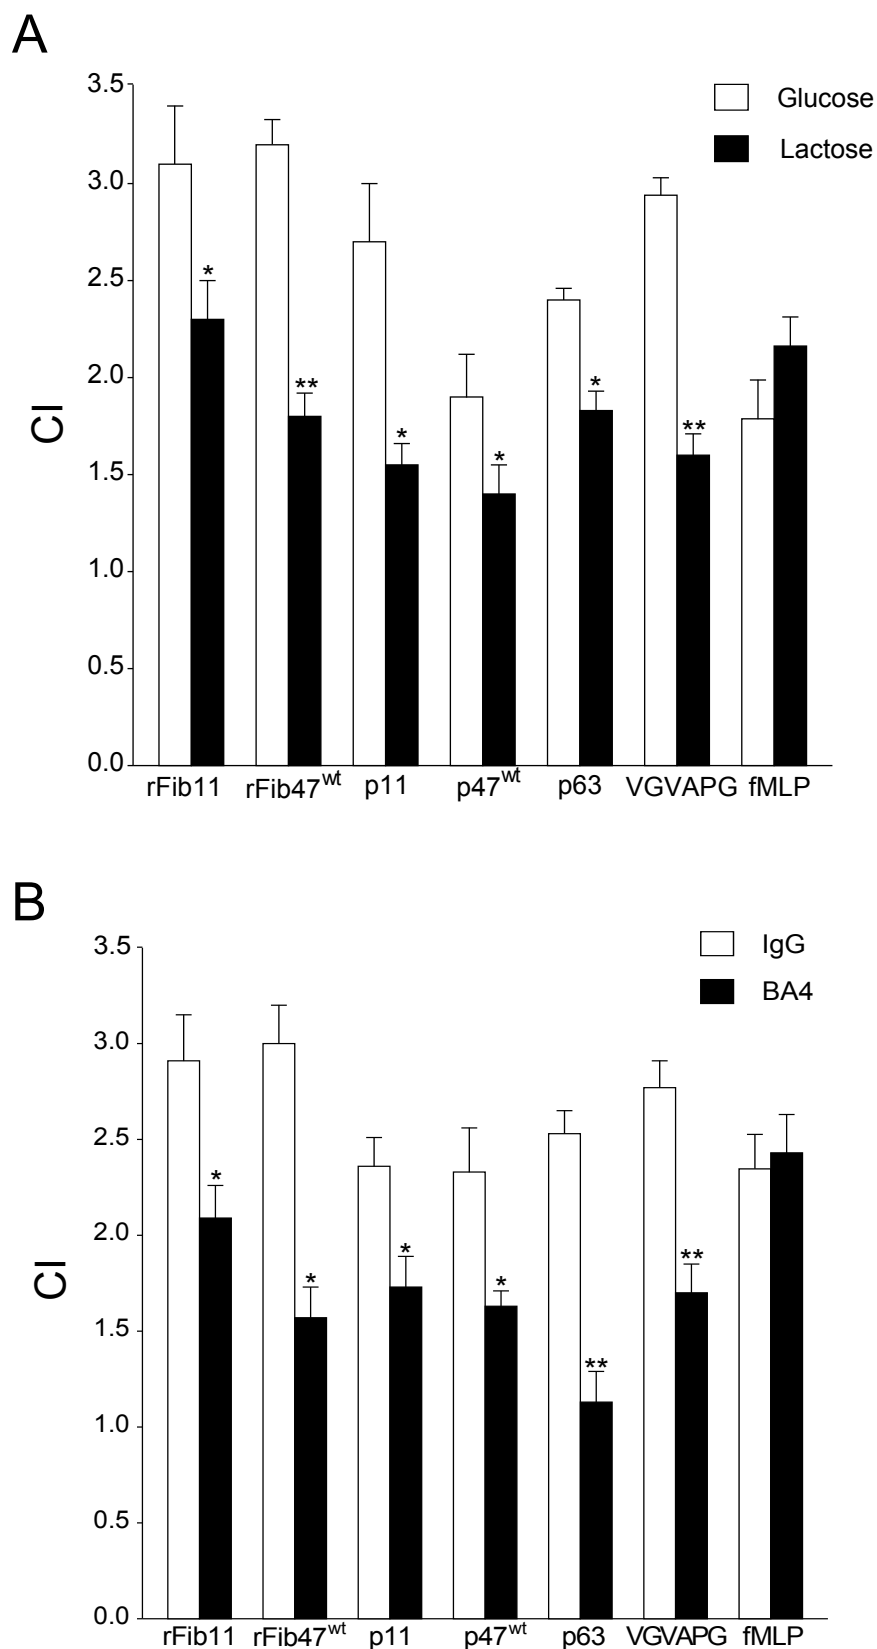 A
3.5
3.0
2.5
2.0
1.5
1.0
0.5
0.0
CI
Glucose
Lactose
*
**
*
*
*
**
rFib11 rFib47wt p11 p47wt p63 VGVAPG fMLP
B
3.5
3.0
2.5
2.0
1.5
1.0
0.5
0.0
CI
IgG
BA4
*
*
*
*
**
**
rFib11 rFib47wt p11 p47wt p63 VGVAPG fMLP